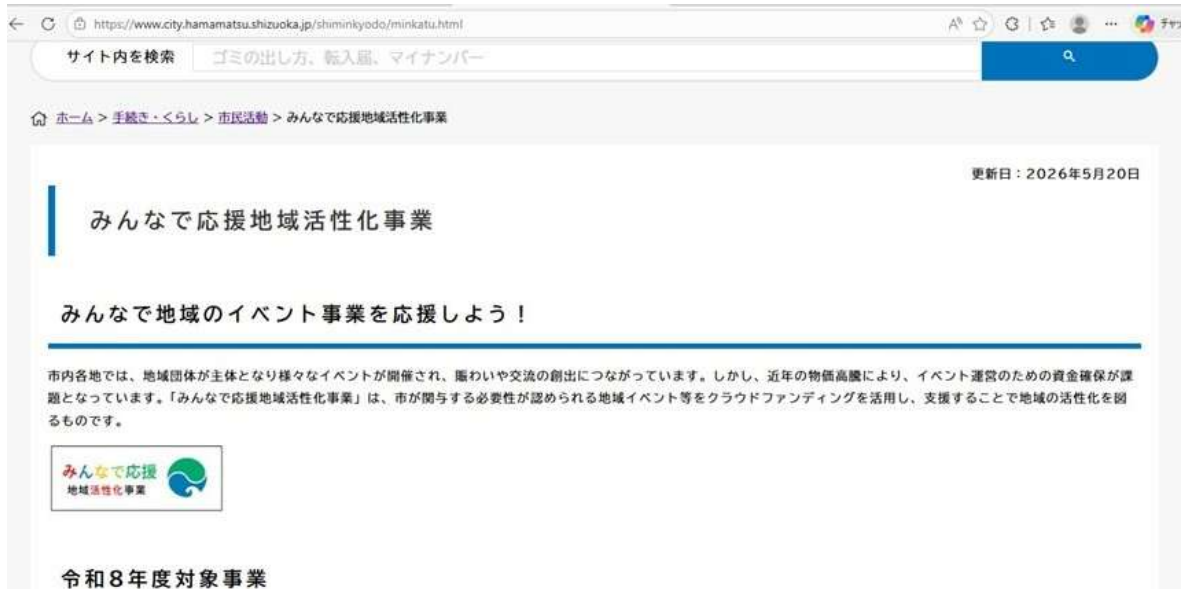 https://www.city.hamamatsu.shizuoka.jp/shiminkyodo/minkatu.html
サイト内を検索 ゴミの出し方、転入届、マイナンバー
ホーム > 手続き・くらし > 市民活動 > みんなで応援地域活性化事業
更新日：2026年5月20日
みんなで応援地域活性化事業
みんなで地域のイベント事業を応援しよう！
市内各地では、地域団体が主体となり様々なイベントが開催され、賑わいや交流の創出につながっています。しかし、近年の物価高騰により、イベント運営のための資金確保が課
題となっています。「みんなで応援地域活性化事業」は、市が関与する必要性が認められる地域イベント等をクラウドファンディングを活用し、支援することで地域の活性化を図
るものです。
みんなで応援
地域活性化事業
令和8年度対象事業